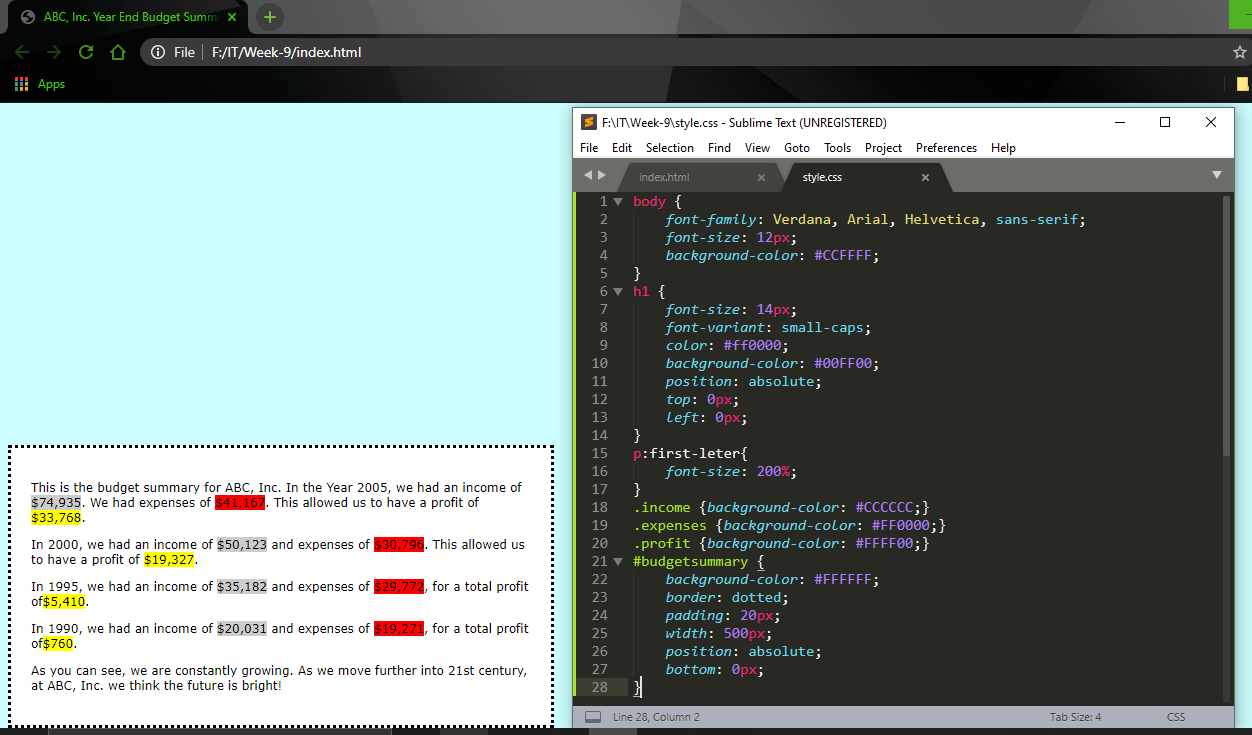 ABC, Inc. Year End Budget Summ
File F:/IT/Week-9/index.html
Apps
This is the budget summary for ABC, Inc. In the Year 2005, we had an income of
$74,935. We had expenses of $41,167. This allowed us to have a profit of
$33,768.
In 2000, we had an income of $50,123 and expenses of $30,796. This allowed us
to have a profit of $19,327.
In 1995, we had an income of $35,182 and expenses of $29,772, for a total profit
of$5,410.
In 1990, we had an income of $20,031 and expenses of $19,271, for a total profit
of$760.
As you can see, we are constantly growing. As we move further into 21st century,
at ABC, Inc. we think the future is bright!
F:\IT\Week-9\style.css - Sublime Text (UNREGISTERED)
File Edit Selection Find View Goto Tools Project Preferences Help
index.html style.css
1 body {
2 font-family: Verdana, Arial, Helvetica, sans-serif;
3 font-size: 12px;
4 background-color: #CCFFFF;
5 }
6 h1 {
7 font-size: 14px;
8 font-variant: small-caps;
9 color: #ff0000;
10 background-color: #00FF00;
11 position: absolute;
12 top: 0px;
13 left: 0px;
14 }
15 p:first-leter{
16 font-size: 200%;
17 }
18 .income {background-color: #CCCCCC;}
19 .expenses {background-color: #FF0000;}
20 .profit {background-color: #FFFF00;}
21 #budgetsummary {
22 background-color: #FFFFFF;
23 border: dotted;
24 padding: 20px;
25 width: 500px;
26 position: absolute;
27 bottom: 0px;
28 }
Line 28, Column 2 Tab Size: 4 CSS